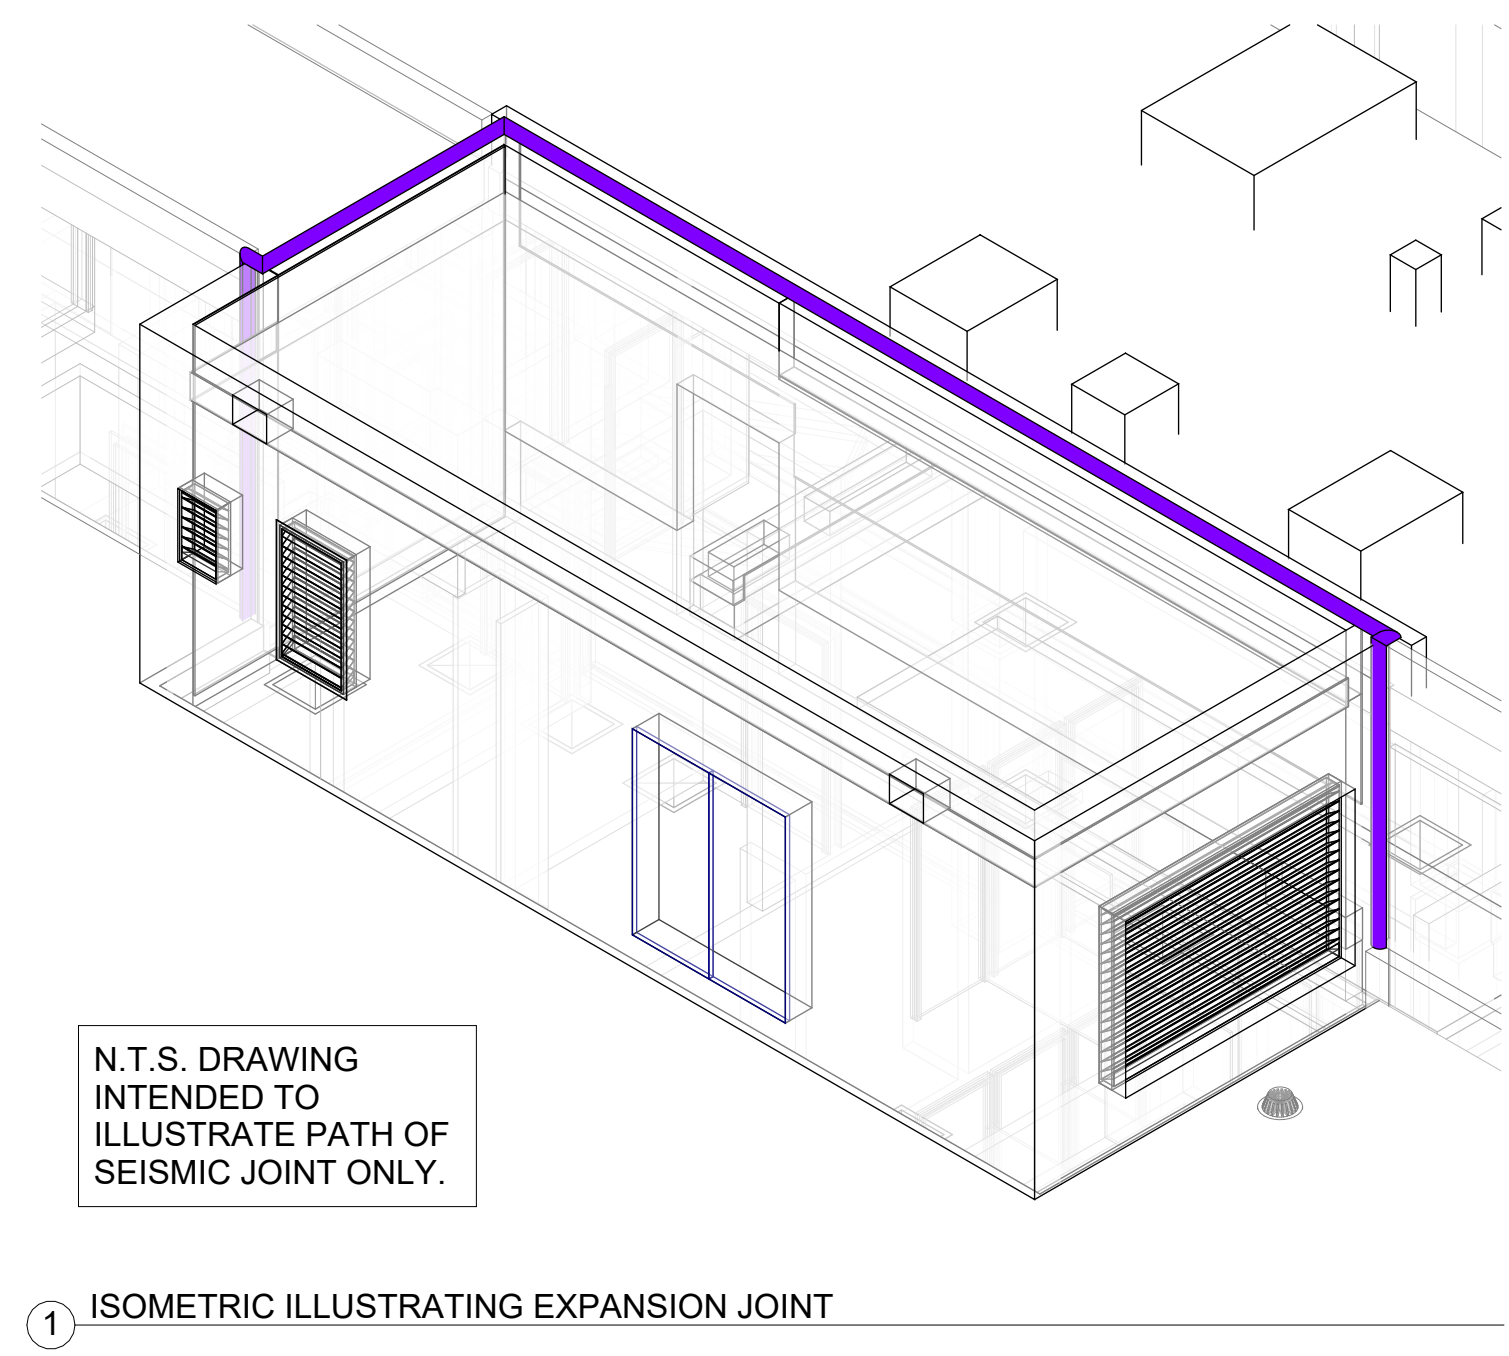 N.T.S. DRAWING
INTENDED TO
ILLUSTRATE PATH OF
SEISMIC JOINT ONLY.
1 ISOMETRIC ILLUSTRATING EXPANSION JOINT